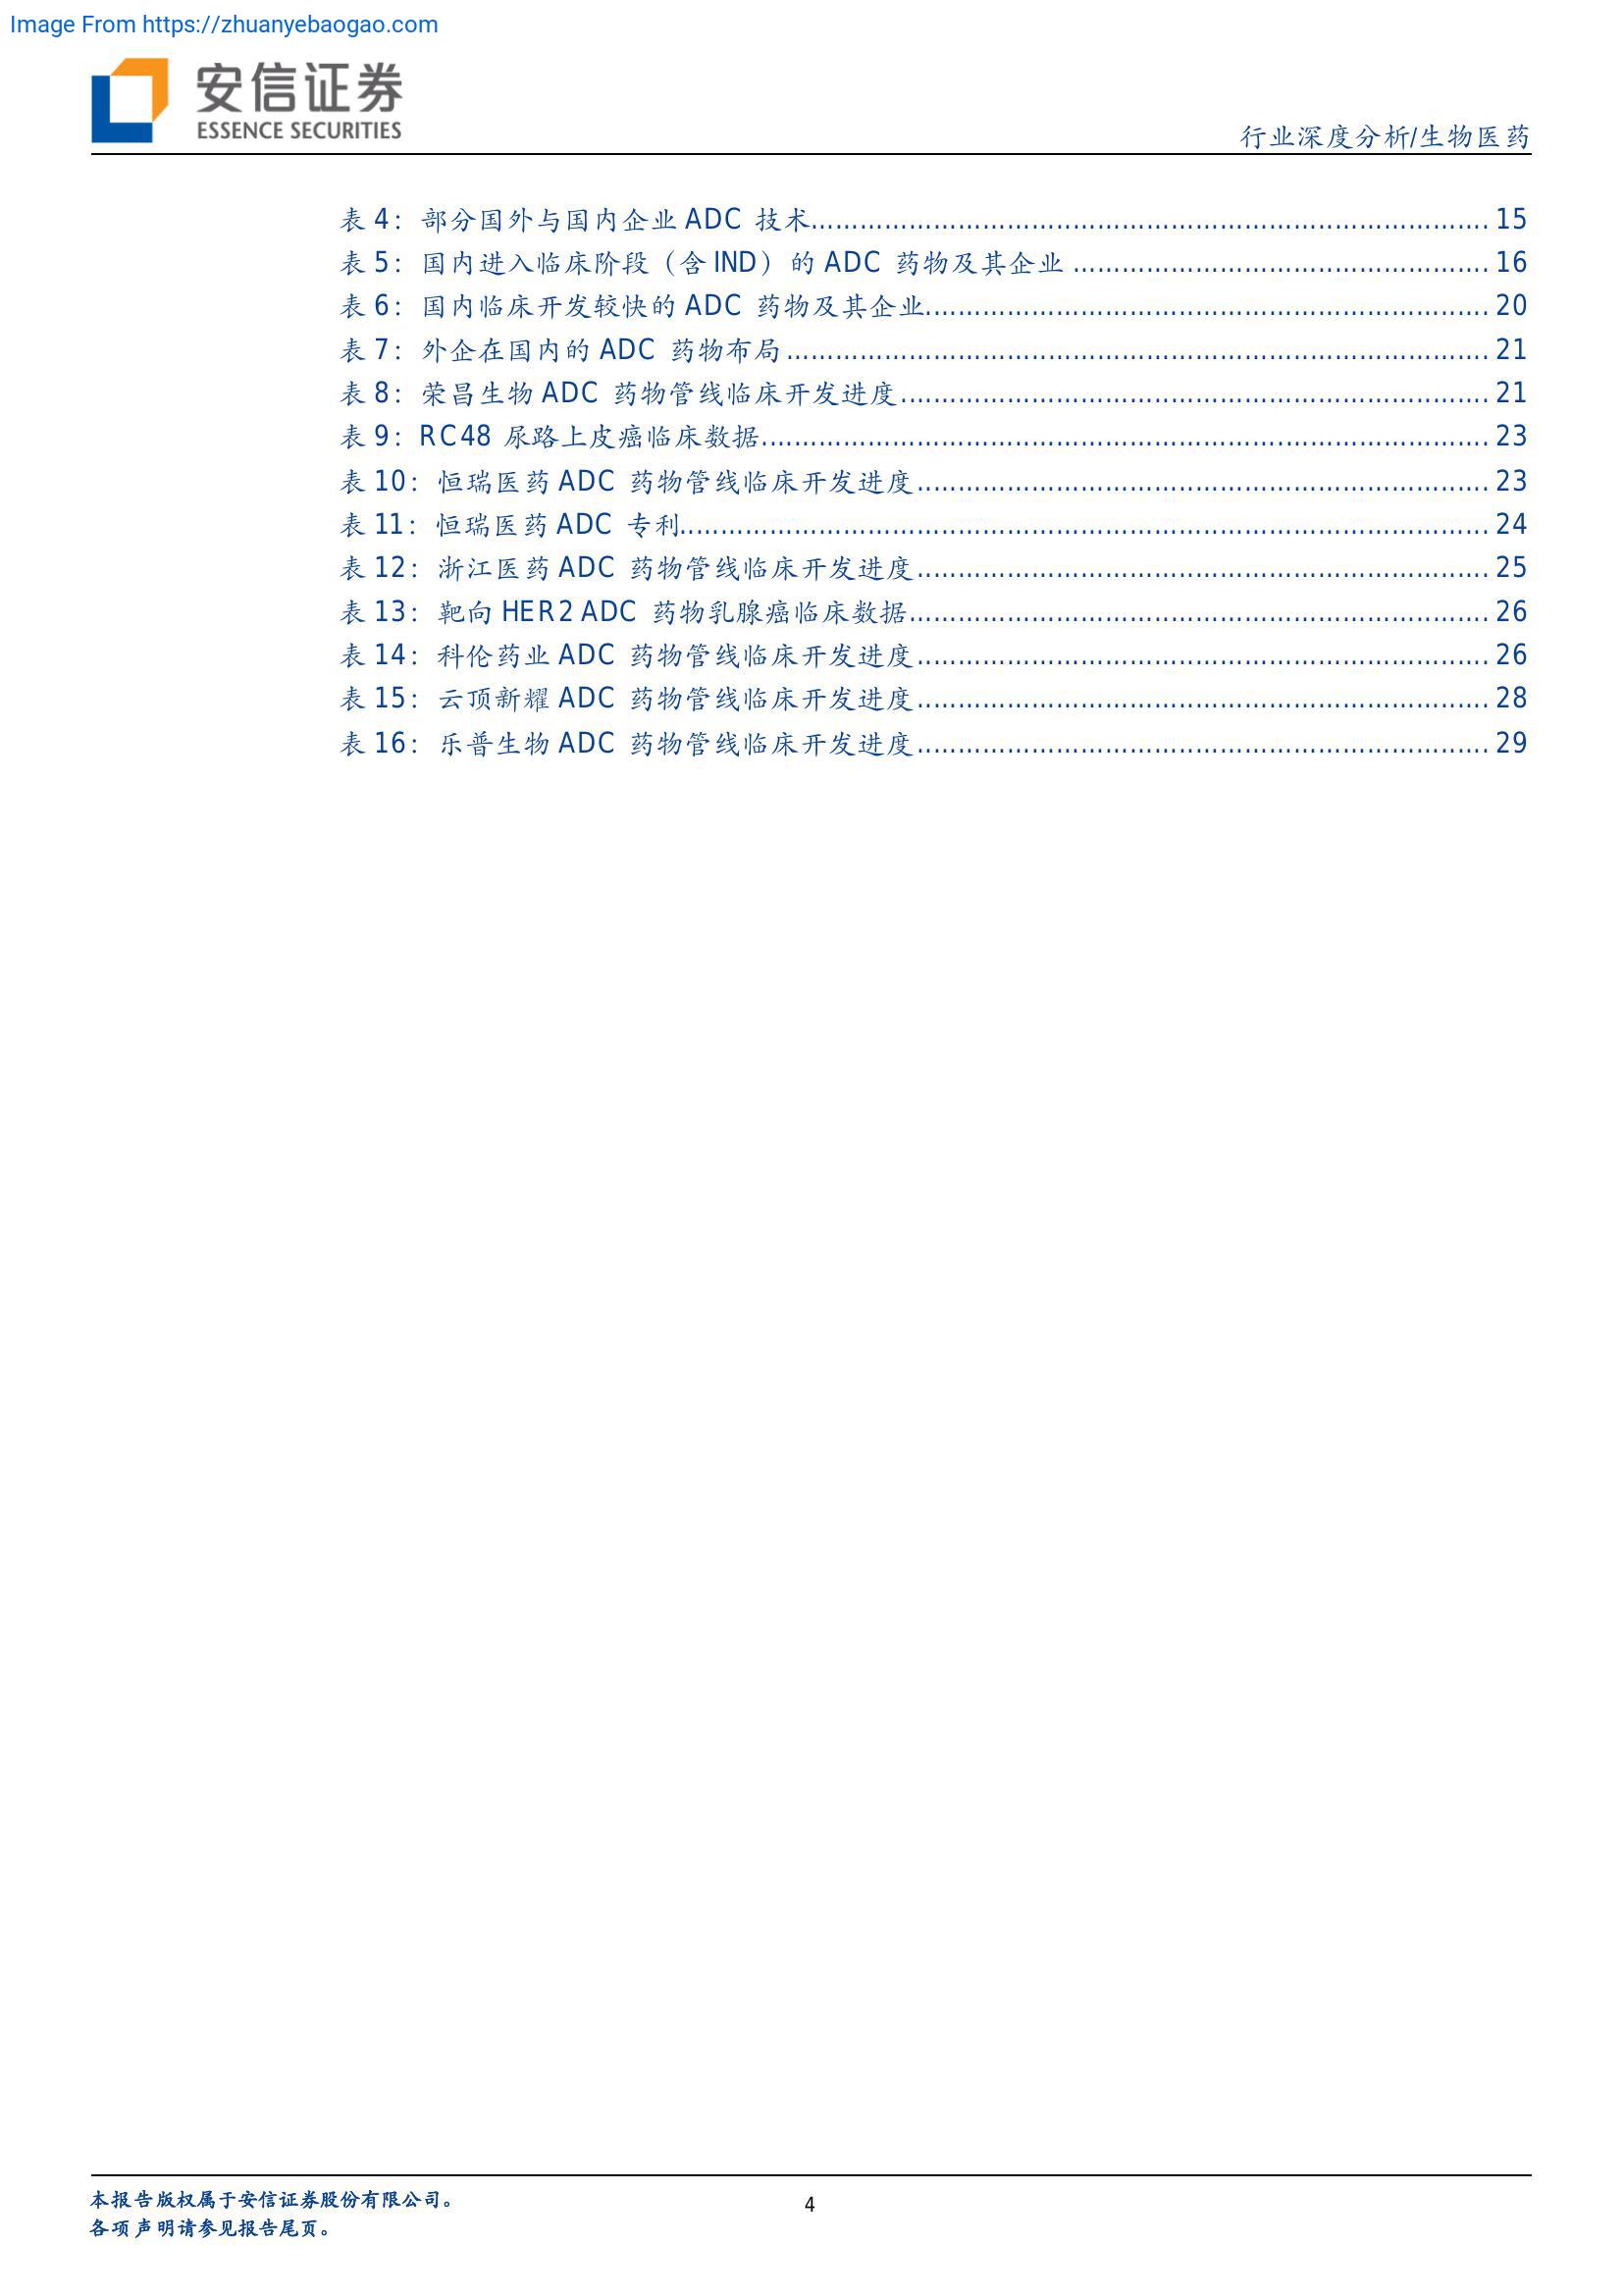 Image From https://zhuanyebaogao.com
安信证券
ESSENCE SECURITIES
行业深度分析/生物医药
表 4：部分国外与国内企业 ADC 技术 15
表 5：国内进入临床阶段（含 IND）的 ADC 药物及其企业 16
表 6：国内临床开发较快的 ADC 药物及其企业 20
表 7：外企在国内的 ADC 药物布局 21
表 8：荣昌生物 ADC 药物管线临床开发进度 21
表 9：RC48 尿路上皮癌临床数据 23
表 10：恒瑞医药 ADC 药物管线临床开发进度 23
表 11：恒瑞医药 ADC 专利 24
表 12：浙江医药 ADC 药物管线临床开发进度 25
表 13：靶向 HER2 ADC 药物乳腺癌临床数据 26
表 14：科伦药业 ADC 药物管线临床开发进度 26
表 15：云顶新耀 ADC 药物管线临床开发进度 28
表 16：乐普生物 ADC 药物管线临床开发进度 29
本报告版权属于安信证券股份有限公司。
各项声明请参见报告尾页。
4